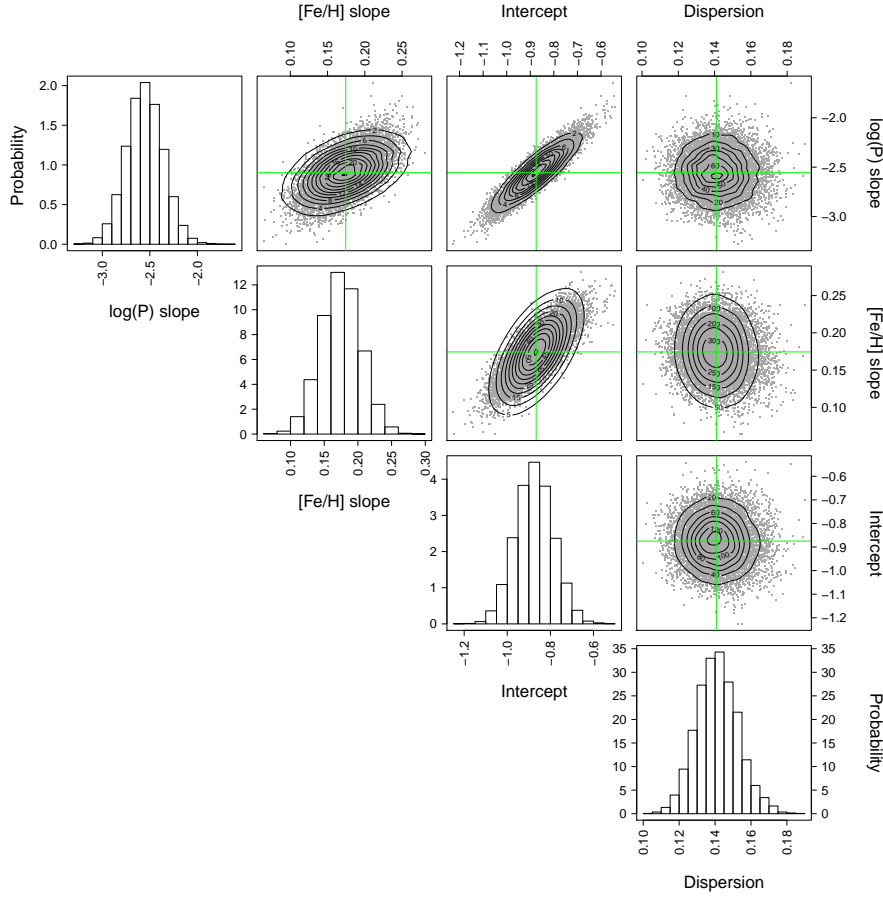 [Fe/H] slope Intercept Dispersion
0.10 0.15 0.20 0.25 −1.2 −1.1 −1.0 −0.9 −0.8 −0.7 −0.6 0.10 0.12 0.14 0.16 0.18
Probability
2.0
1.5
1.0
0.5
0.0
−3.0 −2.5 −2.0
log(P) slope
−2.0
−2.5
−3.0
log(P) slope
12
10
8
6
4
2
0
0.10 0.15 0.20 0.25 0.30
[Fe/H] slope
0.25
0.20
0.15
0.10
[Fe/H] slope
4
3
2
1
0
−1.2 −1.0 −0.8 −0.6
Intercept
−0.6
−0.7
−0.8
−0.9
−1.0
−1.1
−1.2
Intercept
35 35
30 30
25 25
20 20
15 15
10 10
5 5
0 0
Probability
0.10 0.12 0.14 0.16 0.18
Dispersion